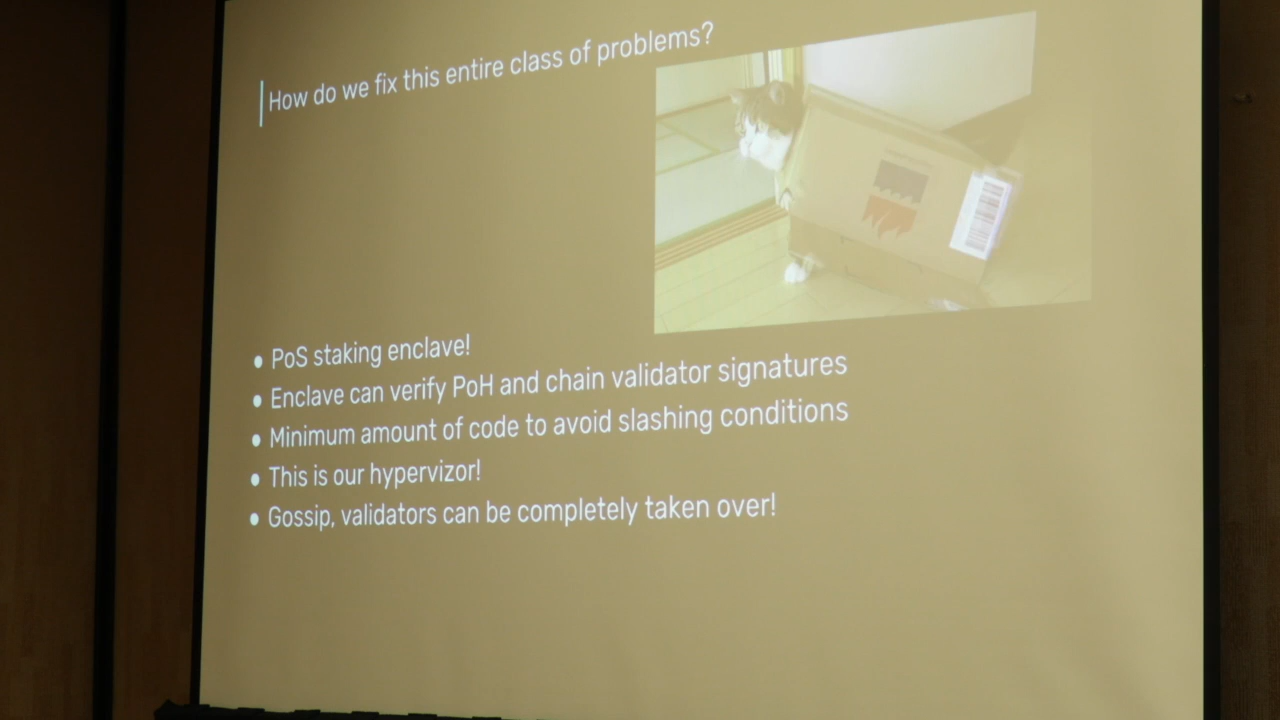 How do we fix this entire class of problems?
• PoS staking enclave!
• Enclave can verify PoH and chain validator signatures
• Minimum amount of code to avoid slashing conditions
• This is our hypervizor!
• Gossip, validators can be completely taken over!